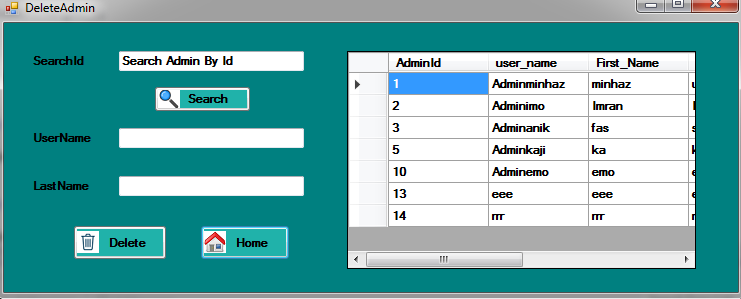 DeleteAdmin
SearchId Search Admin By Id
Search
UserName
LastName
Delete Home
AdminId user_name First_Name
1 Adminminhaz minhaz
2 Adminimo Imran
3 Adminanik fas
5 Adminkaji ka
10 Adminemo emo
13 eee eee
14 rrr rrr